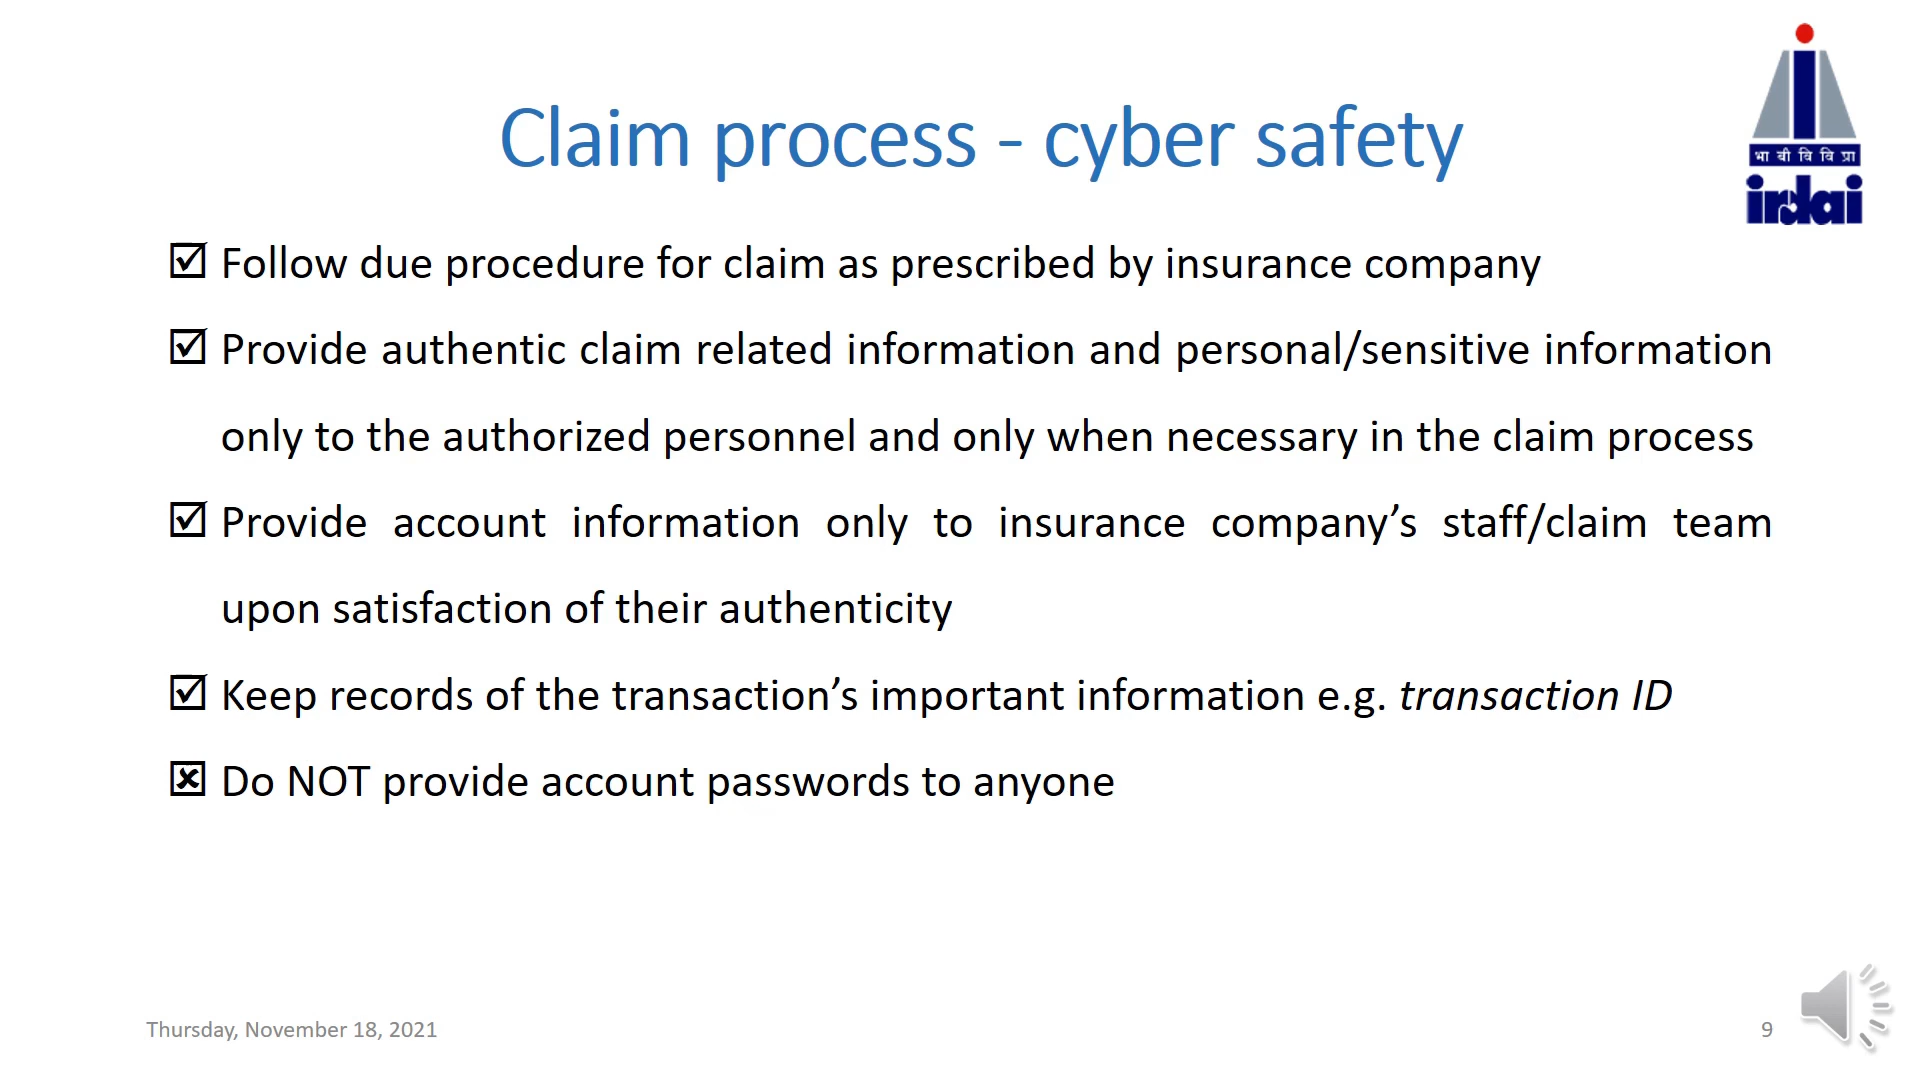 Claim process - cyber safety
भा बी वि वि प्रा
irdai
Follow due procedure for claim as prescribed by insurance company
Provide authentic claim related information and personal/sensitive information
only to the authorized personnel and only when necessary in the claim process
Provide account information only to insurance company’s staff/claim team
upon satisfaction of their authenticity
Keep records of the transaction’s important information e.g. transaction ID
Do NOT provide account passwords to anyone
Thursday, November 18, 2021
9